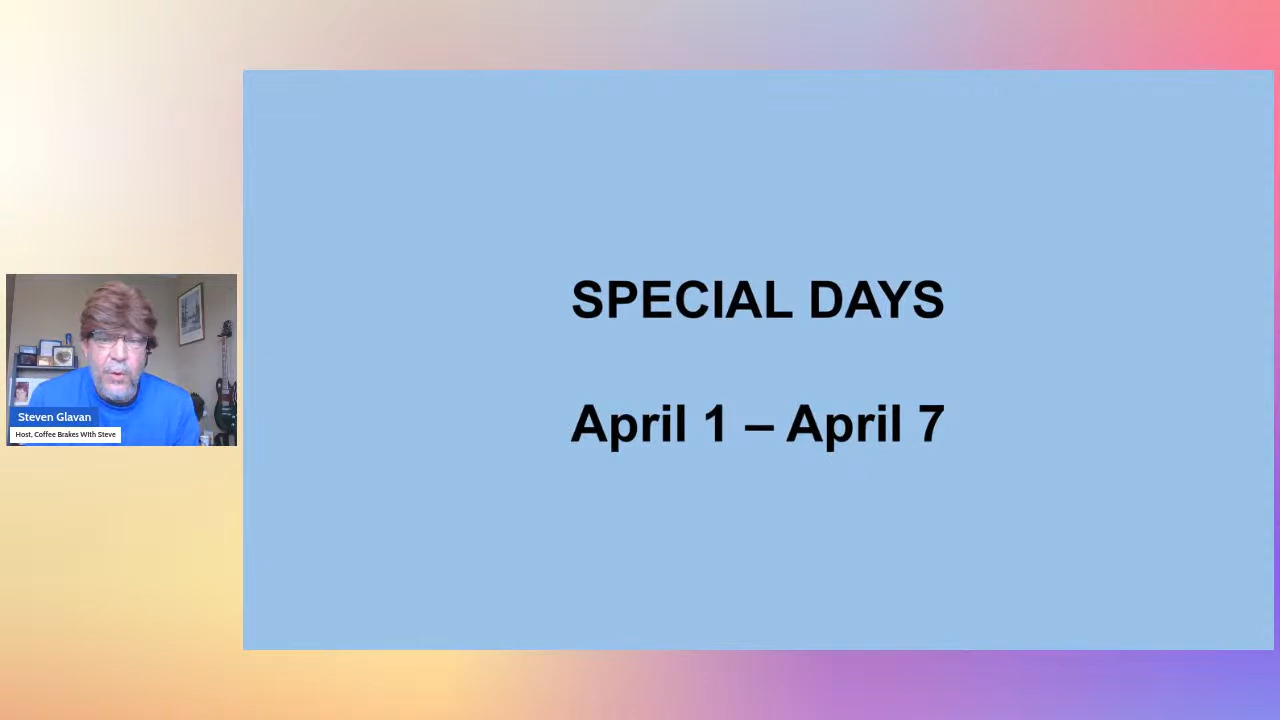 SPECIAL DAYS
April 1 – April 7
Steven Glavan
Host, Coffee Brakes With Steve